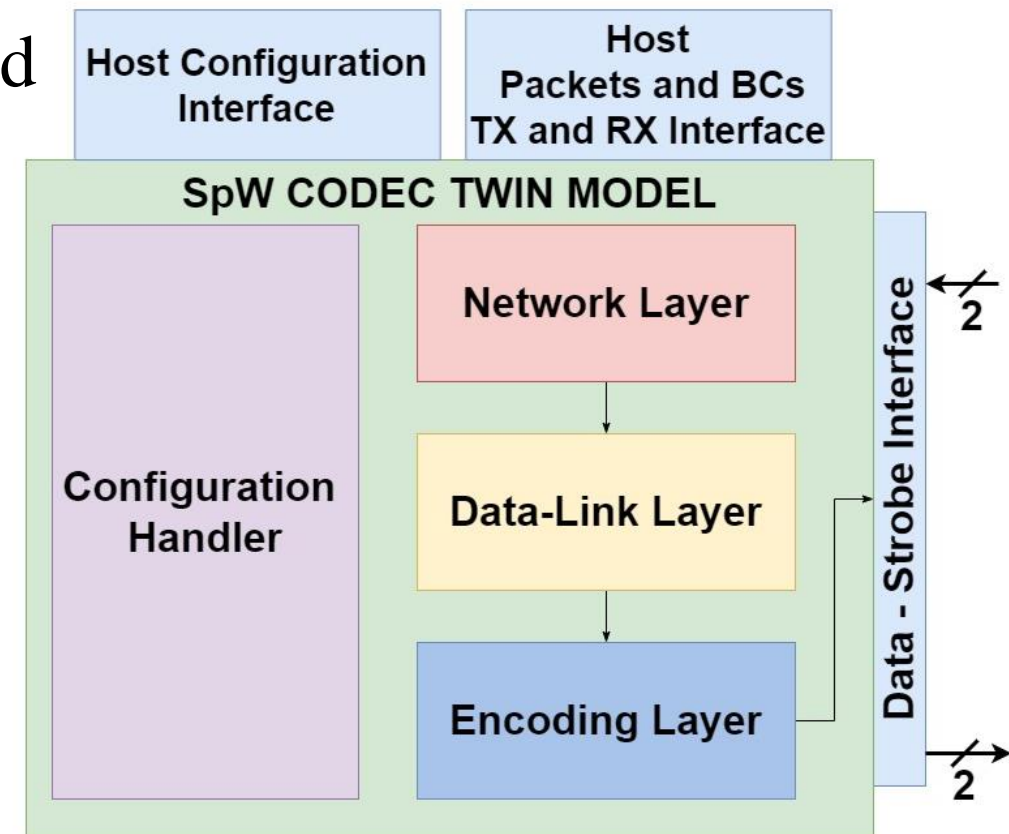 d
Host Configuration
Interface
Host
Packets and BCs
TX and RX Interface
SpW CODEC TWIN MODEL
Configuration
Handler
Network Layer
Data-Link Layer
Encoding Layer
Data - Strobe Interface
2
2